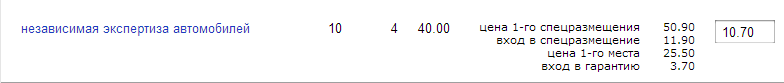 независимая экспертиза автомобилей 10 4 40.00 цена 1-го спецразмещения 50.90 10.70
вход в спецразмещение 11.90
цена 1-го места 25.50
вход в гарантию 3.70